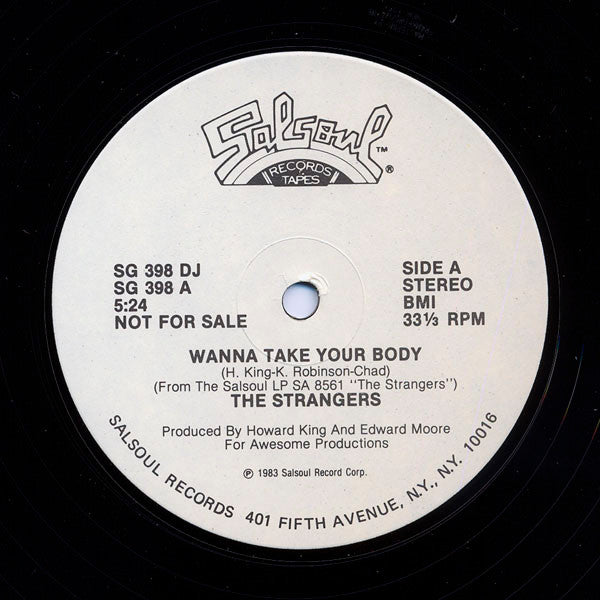 Salsoul ™
RECORDS & TAPES ®
SG 398 DJ
SG 398 A
5:24
NOT FOR SALE
SIDE A
STEREO
BMI
33⅓ RPM
WANNA TAKE YOUR BODY
(H. King-K. Robinson-Chad)
(From The Salsoul LP SA 8561 "The Strangers")
THE STRANGERS
Produced By Howard King And Edward Moore
For Awesome Productions
℗ 1983 Salsoul Record Corp.
SALSOUL RECORDS 401 FIFTH AVENUE, N.Y., N.Y. 10016